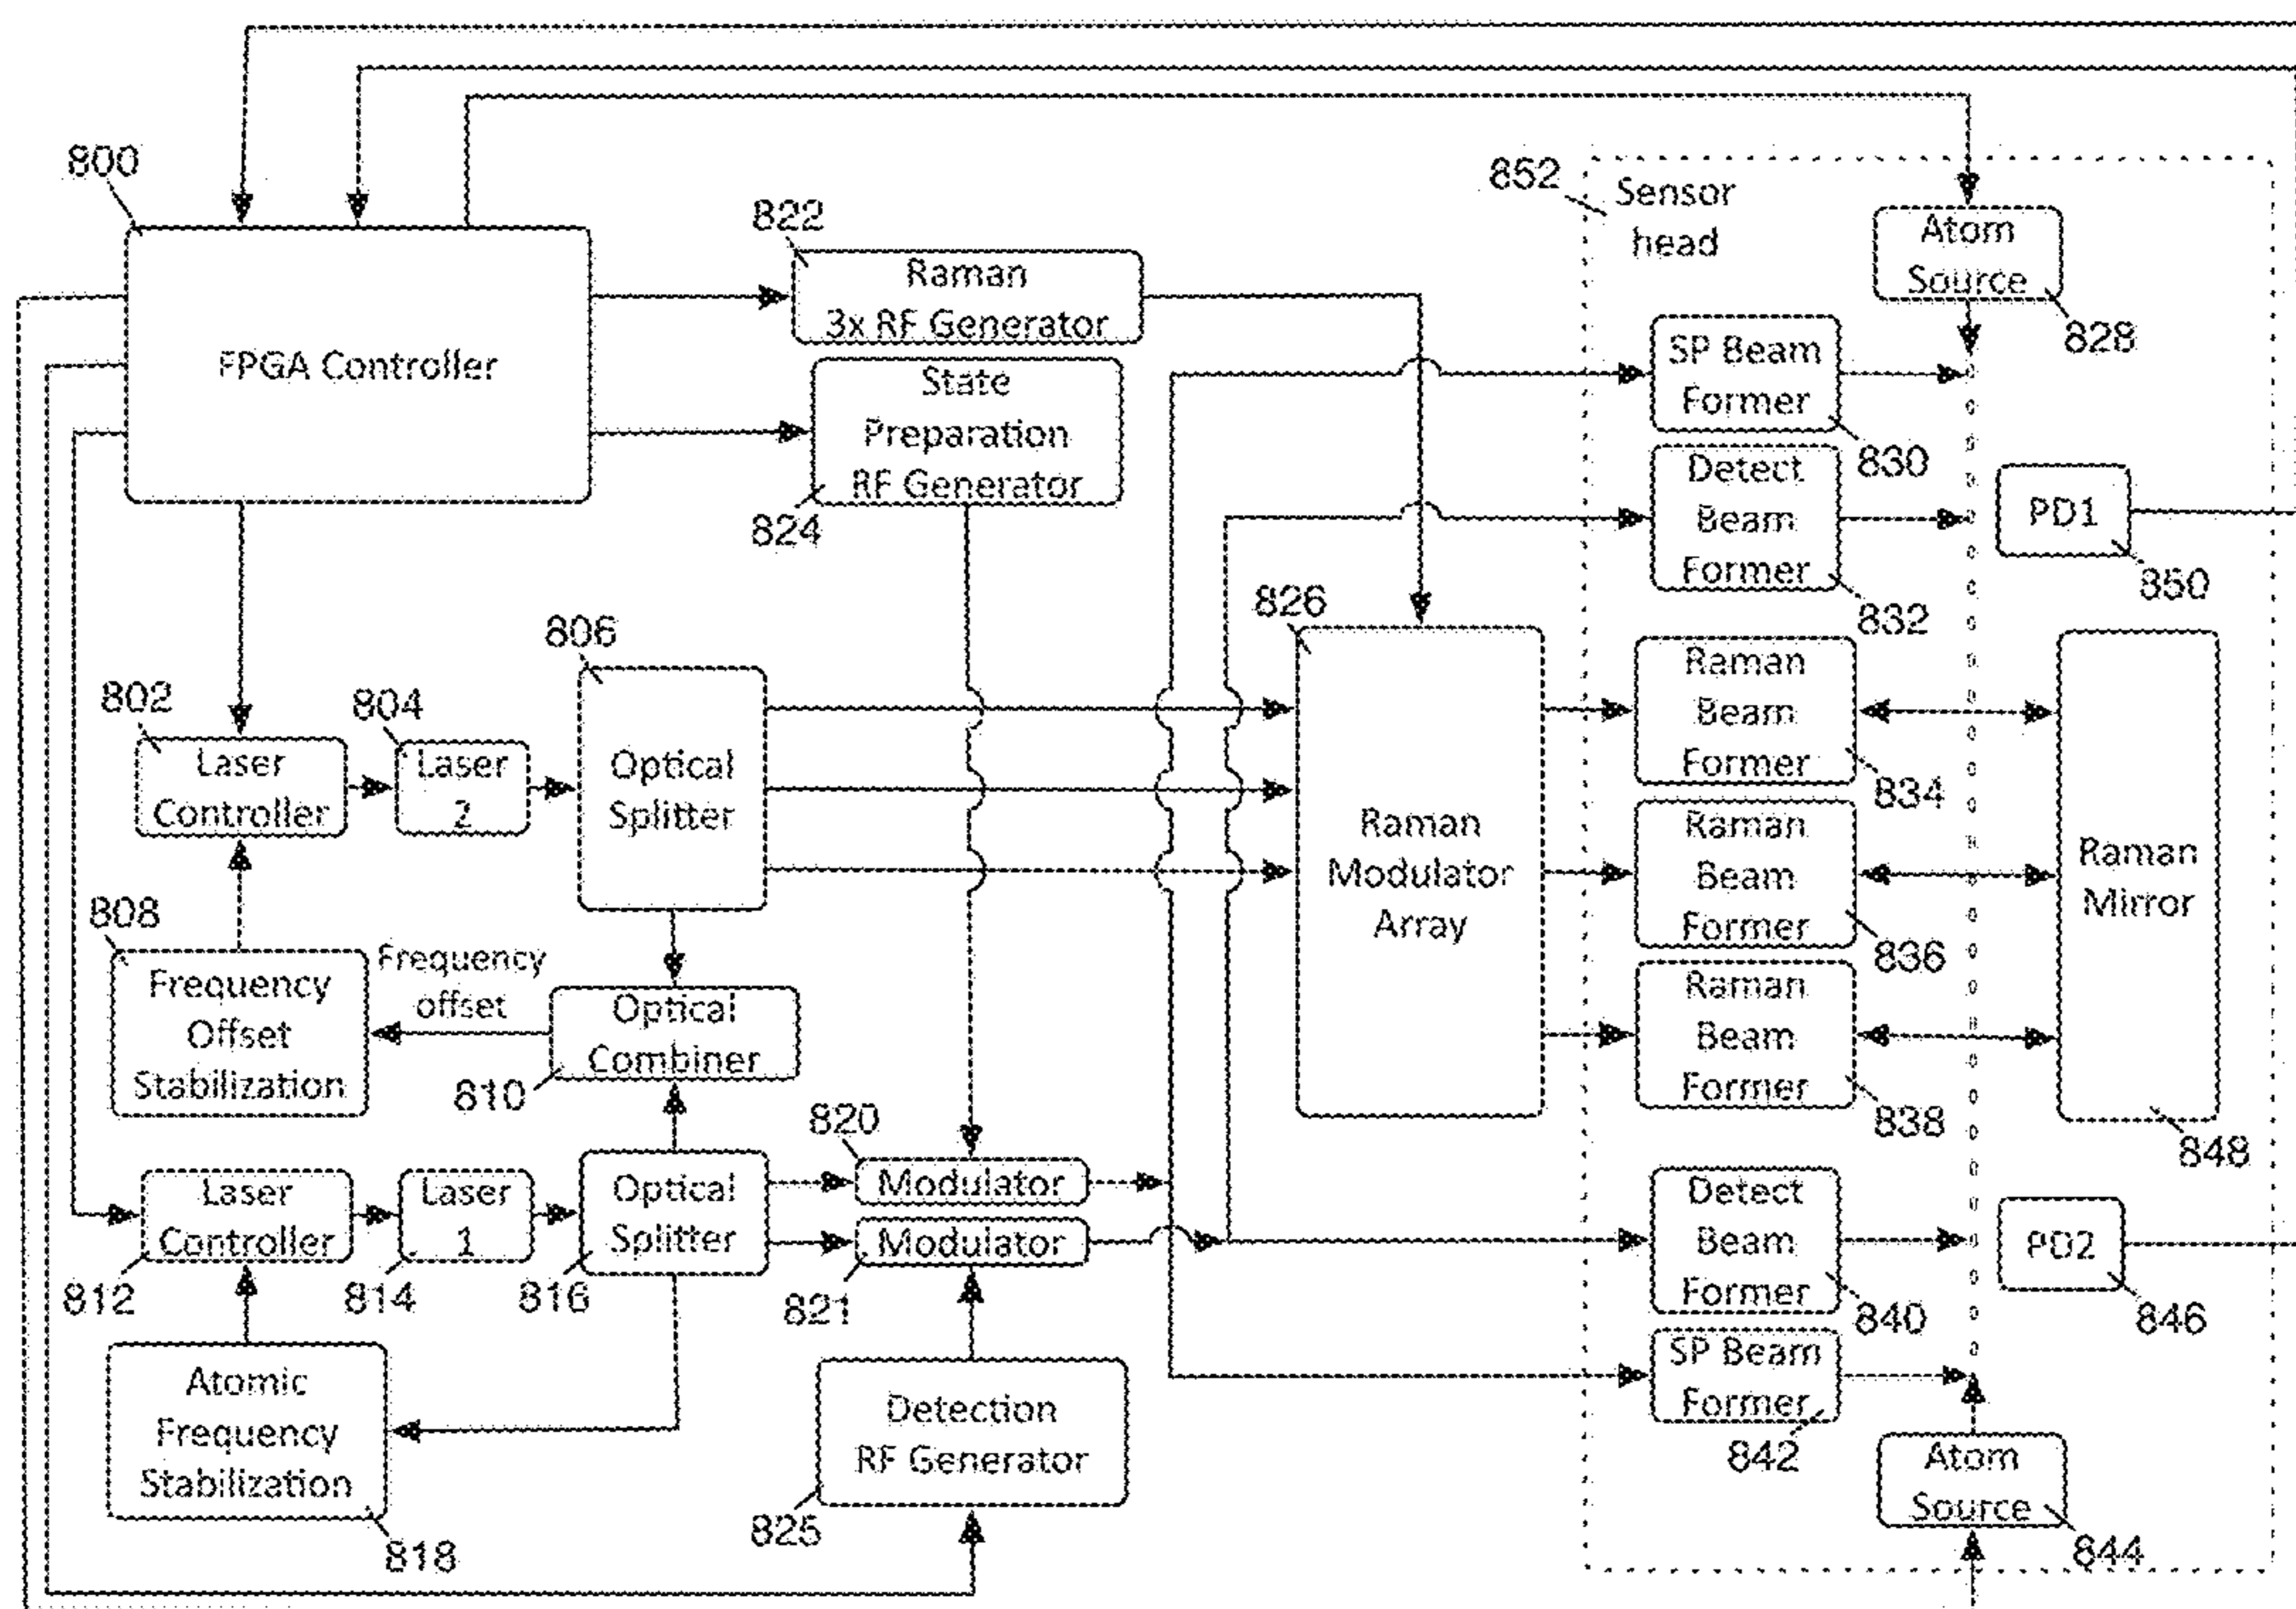 800
FPGA Controller
822
Raman
3x RF Generator
State
Preparation
RF Generator
824
852
Sensor
head
Atom
Source
828
SP Beam
Former
830
Detect
Beam
Former
832
PD1
850
802
Laser
Controller
804
Laser
2
806
Optical
Splitter
826
Raman
Modulator
Array
Raman
Beam
Former
834
Raman
Beam
Former
836
Raman
Beam
Former
838
Raman
Mirror
848
808
Frequency
Offset
Stabilization
Frequency
offset
Optical
Combiner
810
Laser
Controller
812
Laser
1
814
Optical
Splitter
816
820
Modulator
Modulator
821
Detect
Beam
Former
840
PD2
846
Atomic
Frequency
Stabilization
818
Detection
RF Generator
825
SP Beam
Former
842
Atom
Source
844